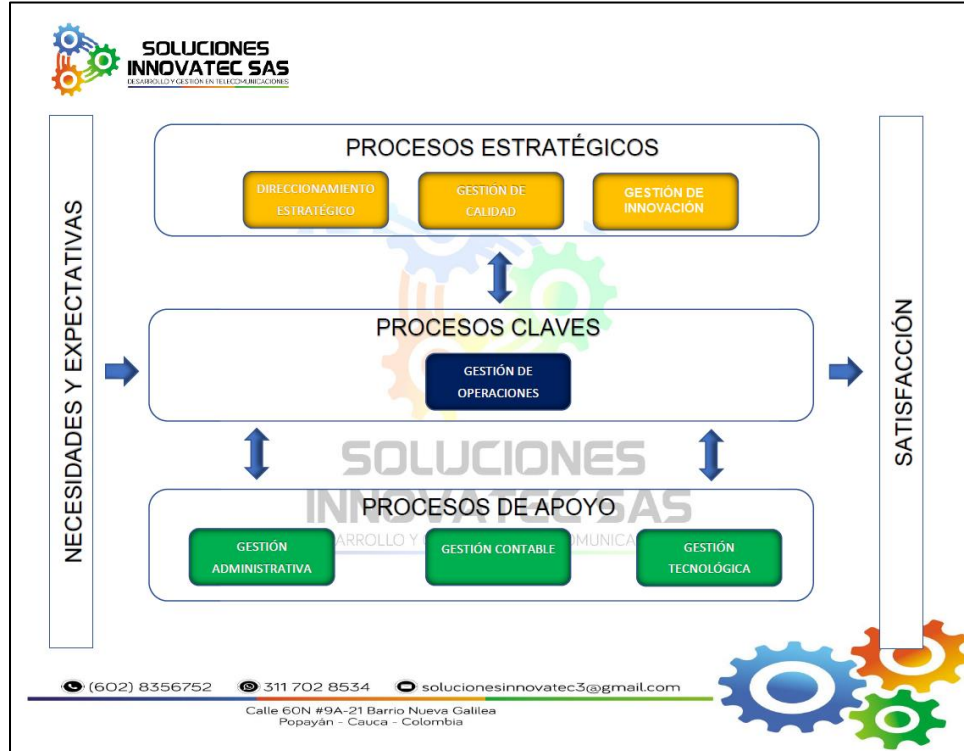 SOLUCIONES
INNOVATEC SAS
DESARROLLO Y GESTIÓN EN TELECOMUNICACIONES
NECESIDADES Y EXPECTATIVAS
PROCESOS ESTRATÉGICOS
DIRECCIONAMIENTO
ESTRATÉGICO
GESTIÓN DE
CALIDAD
GESTIÓN DE
INNOVACIÓN
PROCESOS CLAVES
GESTIÓN DE
OPERACIONES
SOLUCIONES
INNOVATEC SAS
PROCESOS DE APOYO
GESTIÓN
ADMINISTRATIVA
GESTIÓN CONTABLE
GESTIÓN
TECNOLÓGICA
SATISFACCIÓN
(602) 8356752
311 702 8534
solucionesinnovatec3@gmail.com
Calle 60N #9A-21 Barrio Nueva Galilea
Popayán - Cauca - Colombia